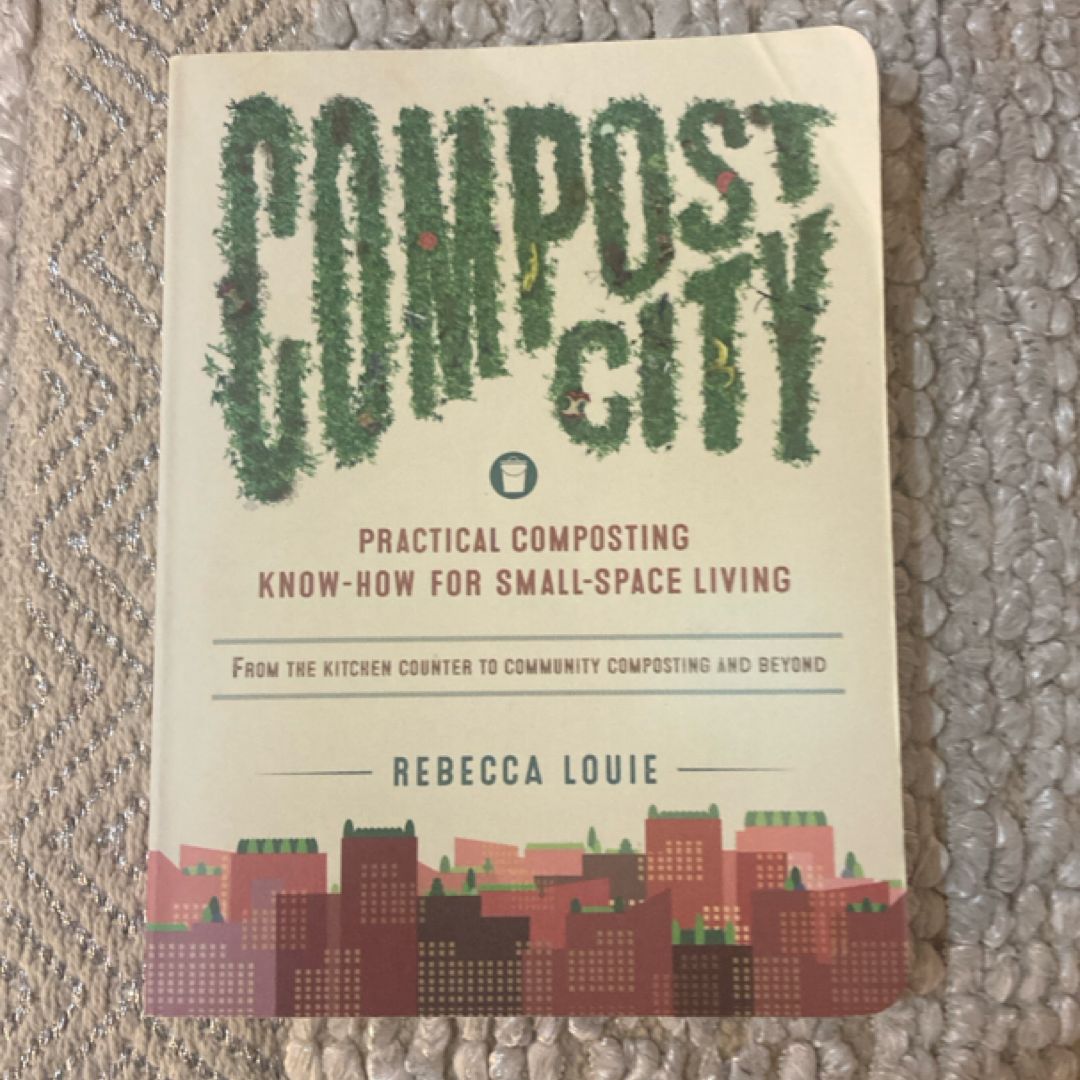 COMPOST
CITY
PRACTICAL COMPOSTING
KNOW-HOW FOR SMALL-SPACE LIVING
FROM THE KITCHEN COUNTER TO COMMUNITY COMPOSTING AND BEYOND
REBECCA LOUIE